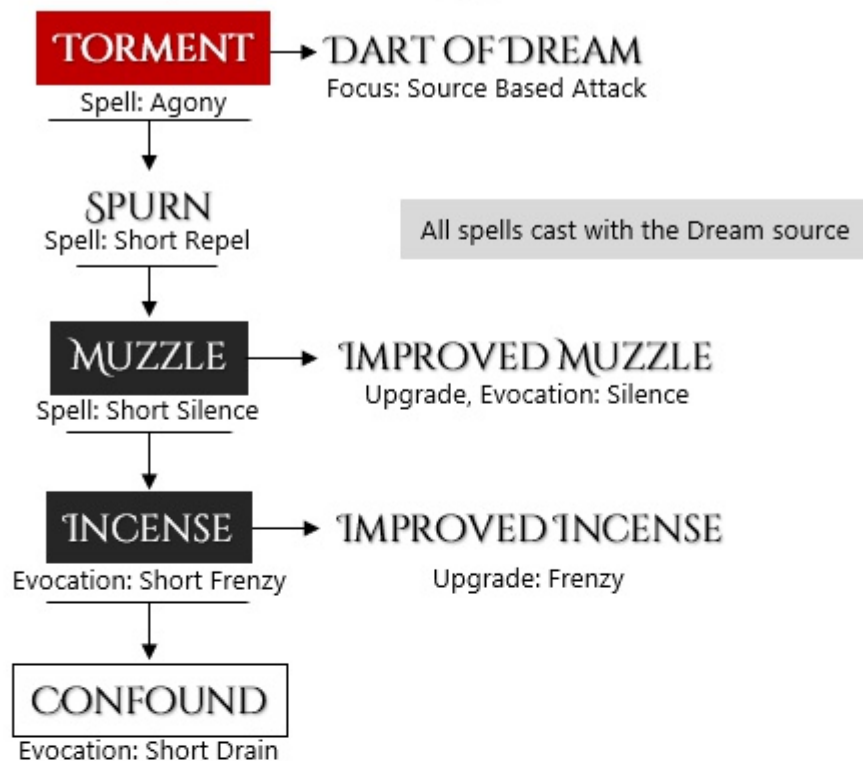 TORMENT
DART OF DREAM
Spell: Agony
Focus: Source Based Attack
SPURN
Spell: Short Repel
All spells cast with the Dream source
MUZZLE
IMPROVED MUZZLE
Spell: Short Silence
Upgrade, Evocation: Silence
INCENSE
IMPROVED INCENSE
Evocation: Short Frenzy
Upgrade: Frenzy
CONFOUND
Evocation: Short Drain